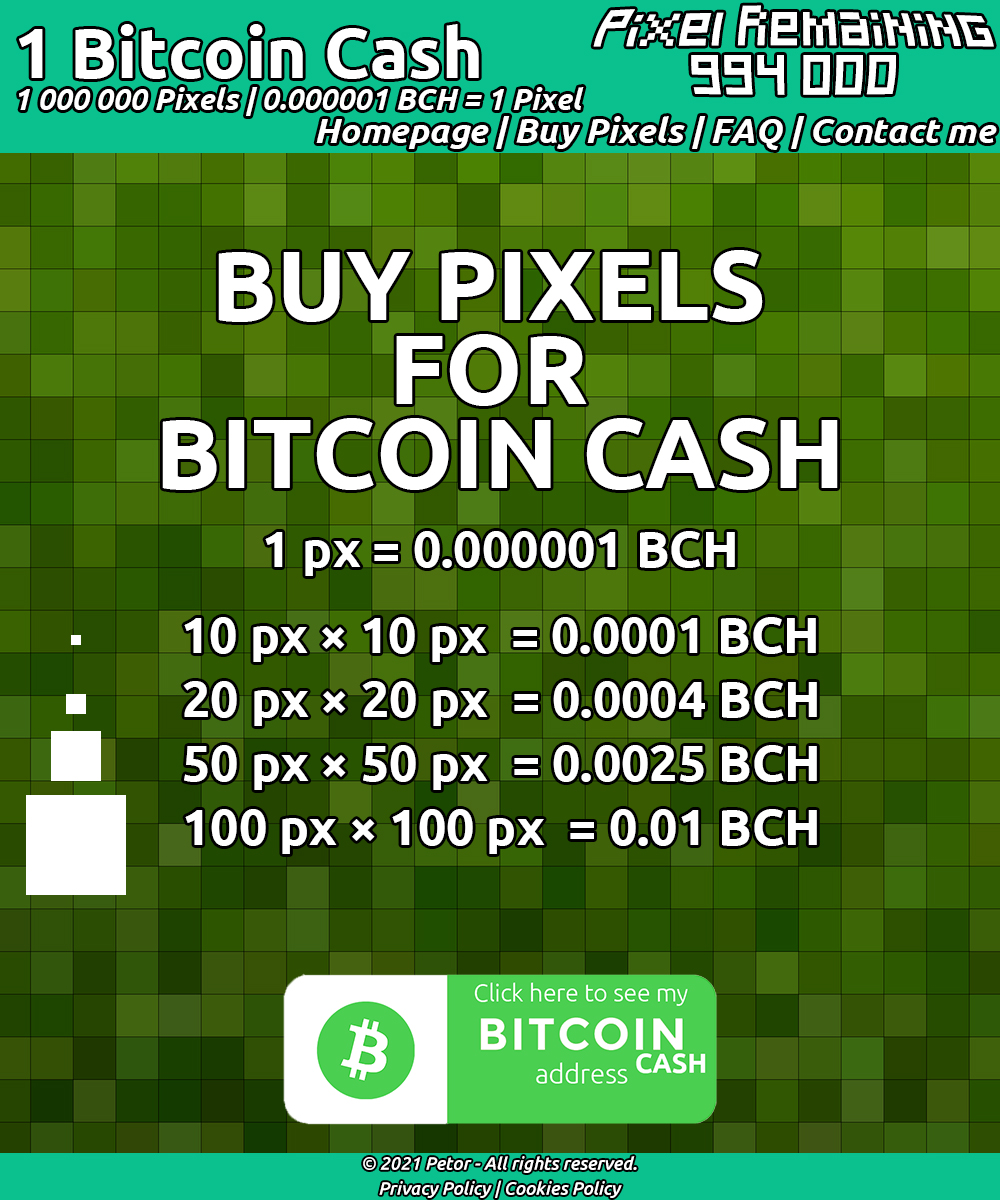 1 Bitcoin Cash
1 000 000 Pixels | 0.000001 BCH = 1 Pixel
Pixel Remaining
994 000
Homepage | Buy Pixels | FAQ | Contact me
BUY PIXELS
FOR
BITCOIN CASH
1 px = 0.000001 BCH
10 px × 10 px = 0.0001 BCH
20 px × 20 px = 0.0004 BCH
50 px × 50 px = 0.0025 BCH
100 px × 100 px = 0.01 BCH
Click here to see my
BITCOIN
CASH
address
© 2021 Petor - All rights reserved.
Privacy Policy | Cookies Policy